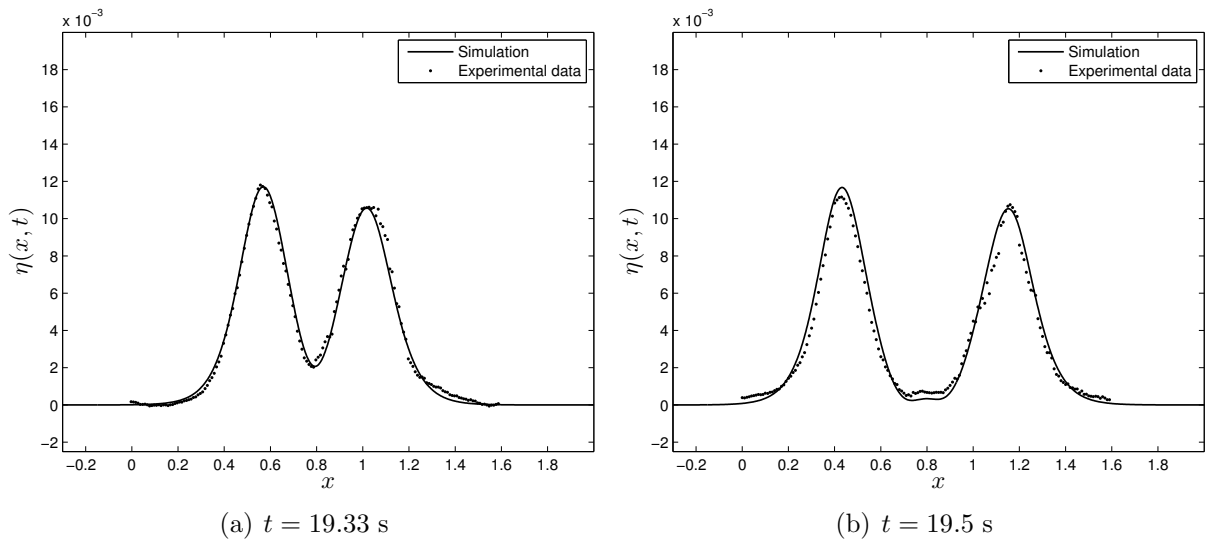 x 10⁻³
18
16
14
12
10
8
6
4
2
0
−2
η(x, t)
−0.2 0 0.2 0.4 0.6 0.8 1 1.2 1.4 1.6 1.8
x
Simulation
Experimental data
(a) t = 19.33 s
x 10⁻³
18
16
14
12
10
8
6
4
2
0
−2
η(x, t)
−0.2 0 0.2 0.4 0.6 0.8 1 1.2 1.4 1.6 1.8
x
Simulation
Experimental data
(b) t = 19.5 s